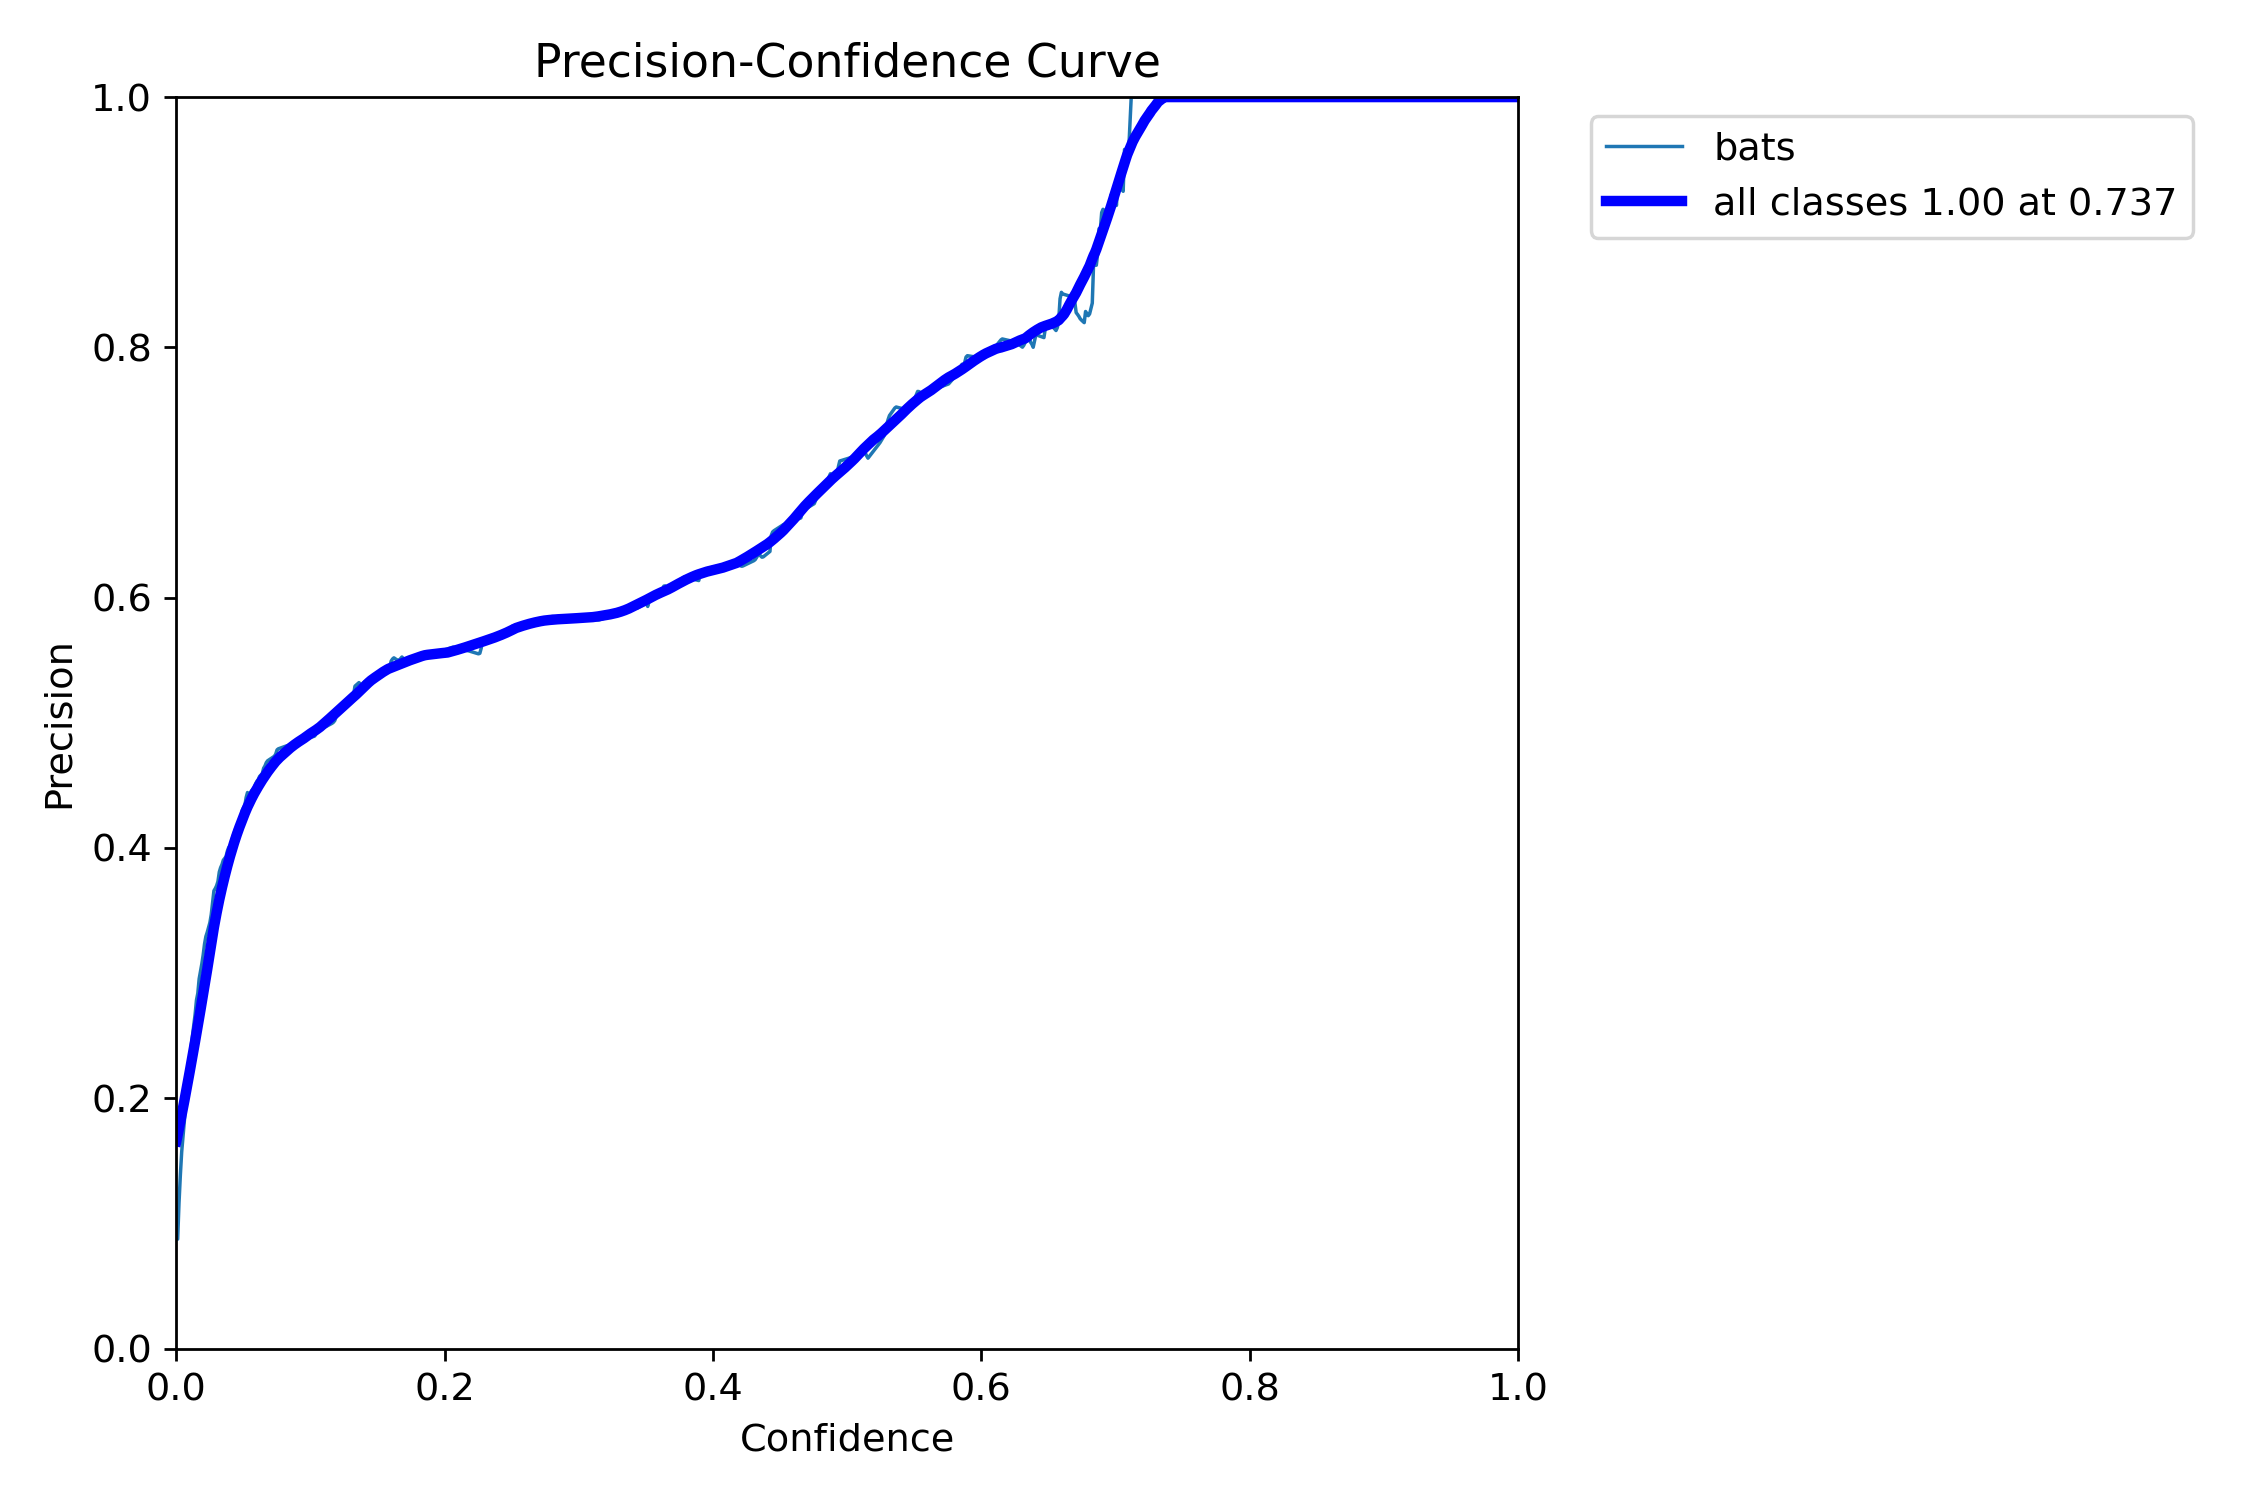 Precision-Confidence Curve
1.0
0.8
0.6
0.4
0.2
0.0
Precision
0.0 0.2 0.4 0.6 0.8 1.0
Confidence
bats
all classes 1.00 at 0.737